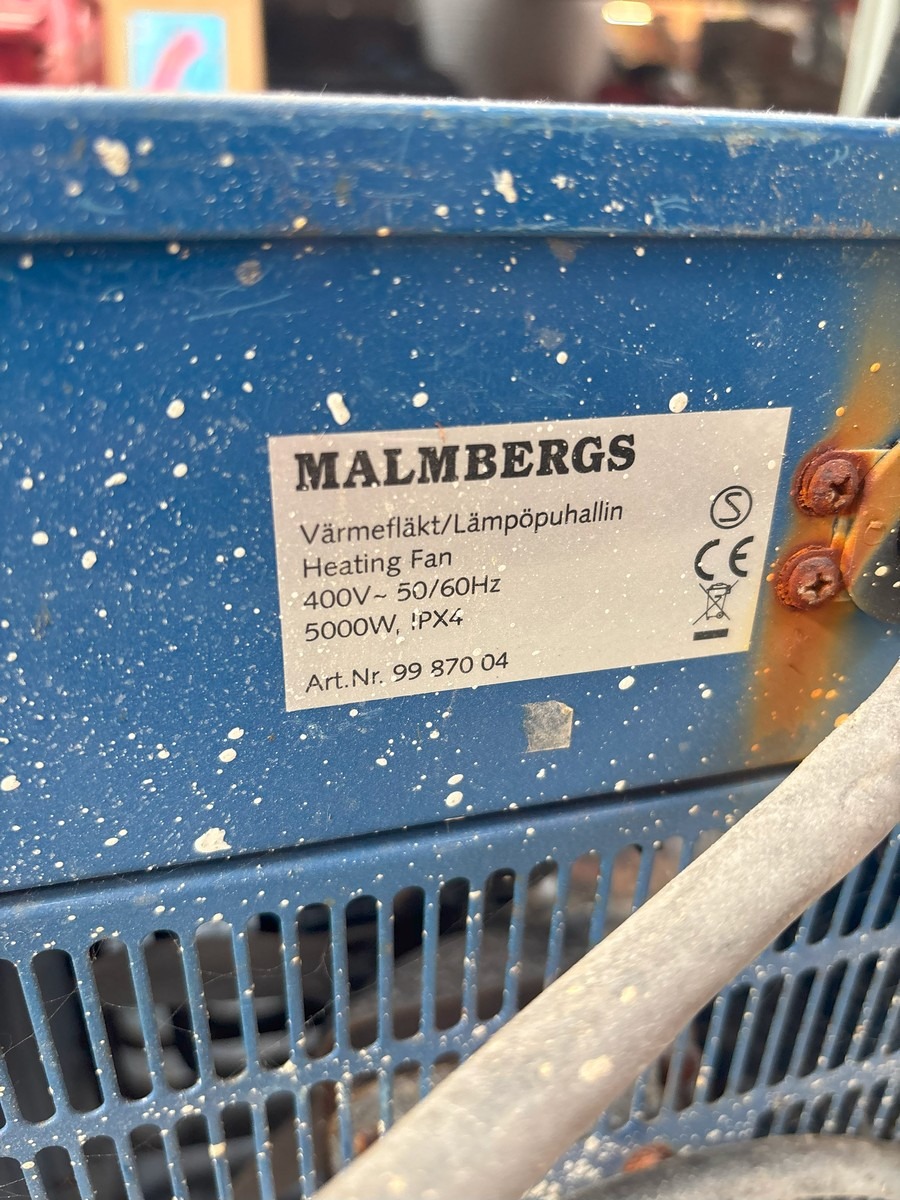 MALMBERGS
Värmefläkt/Lämpöpuhallin
Heating Fan
400V~ 50/60Hz
5000W, IPX4
Art.Nr. 99 870 04
S
CE